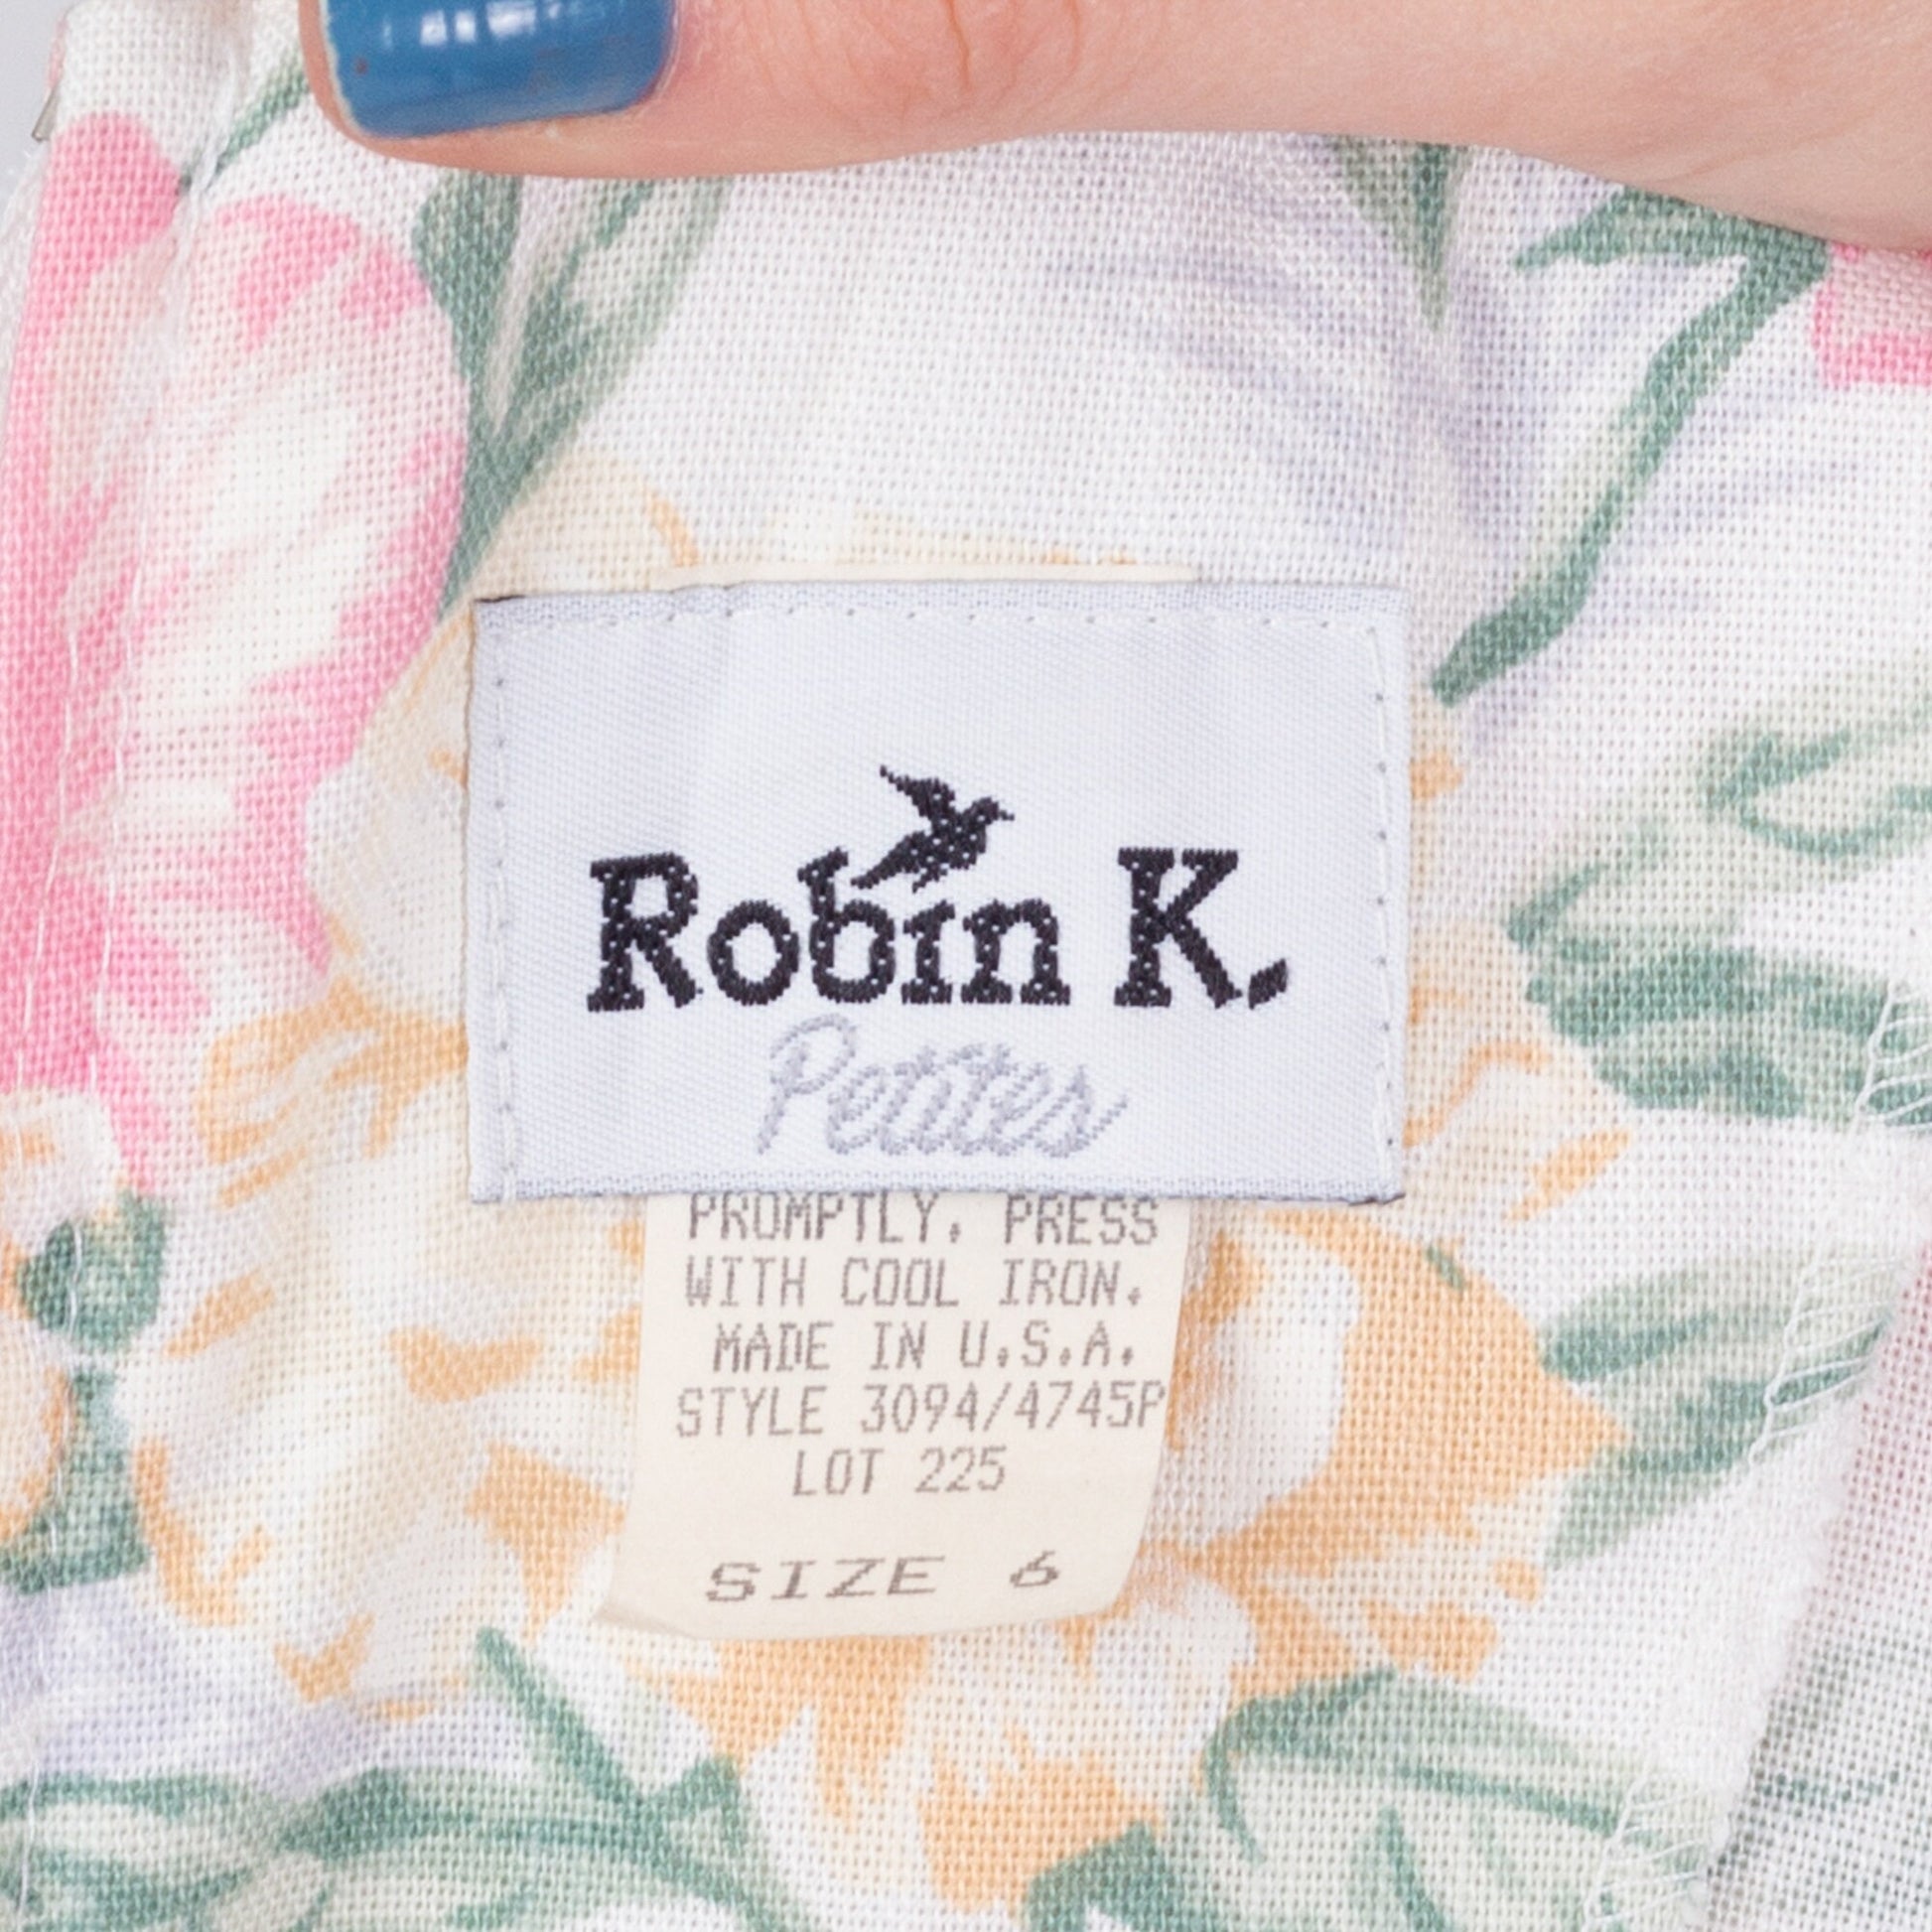 Robin K.
Petites
PROMPTLY. PRESS
WITH COOL IRON.
MADE IN U.S.A.
STYLE 3094/4745P
LOT 225
SIZE 6